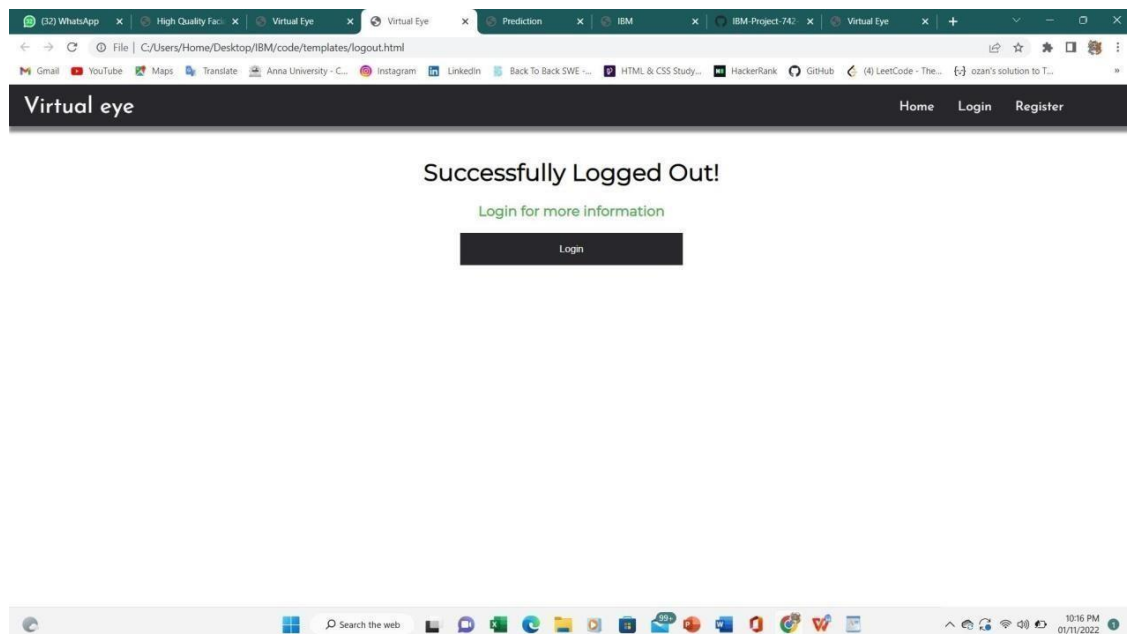 (32) WhatsApp High Quality Faci Virtual Eye Virtual Eye Prediction IBM IBM-Project-742 Virtual Eye
File | C:/Users/Home/Desktop/IBM/code/templates/logout.html
Gmail YouTube Maps Translate Anna University - C... Instagram LinkedIn Back To Back SWE -... HTML & CSS Study... HackerRank GitHub (4) LeetCode - The... ozan's solution to T... »
Virtual eye Home Login Register
Successfully Logged Out!
Login for more information
Login
Search the web 99+ 10:16 PM
01/11/2022 1